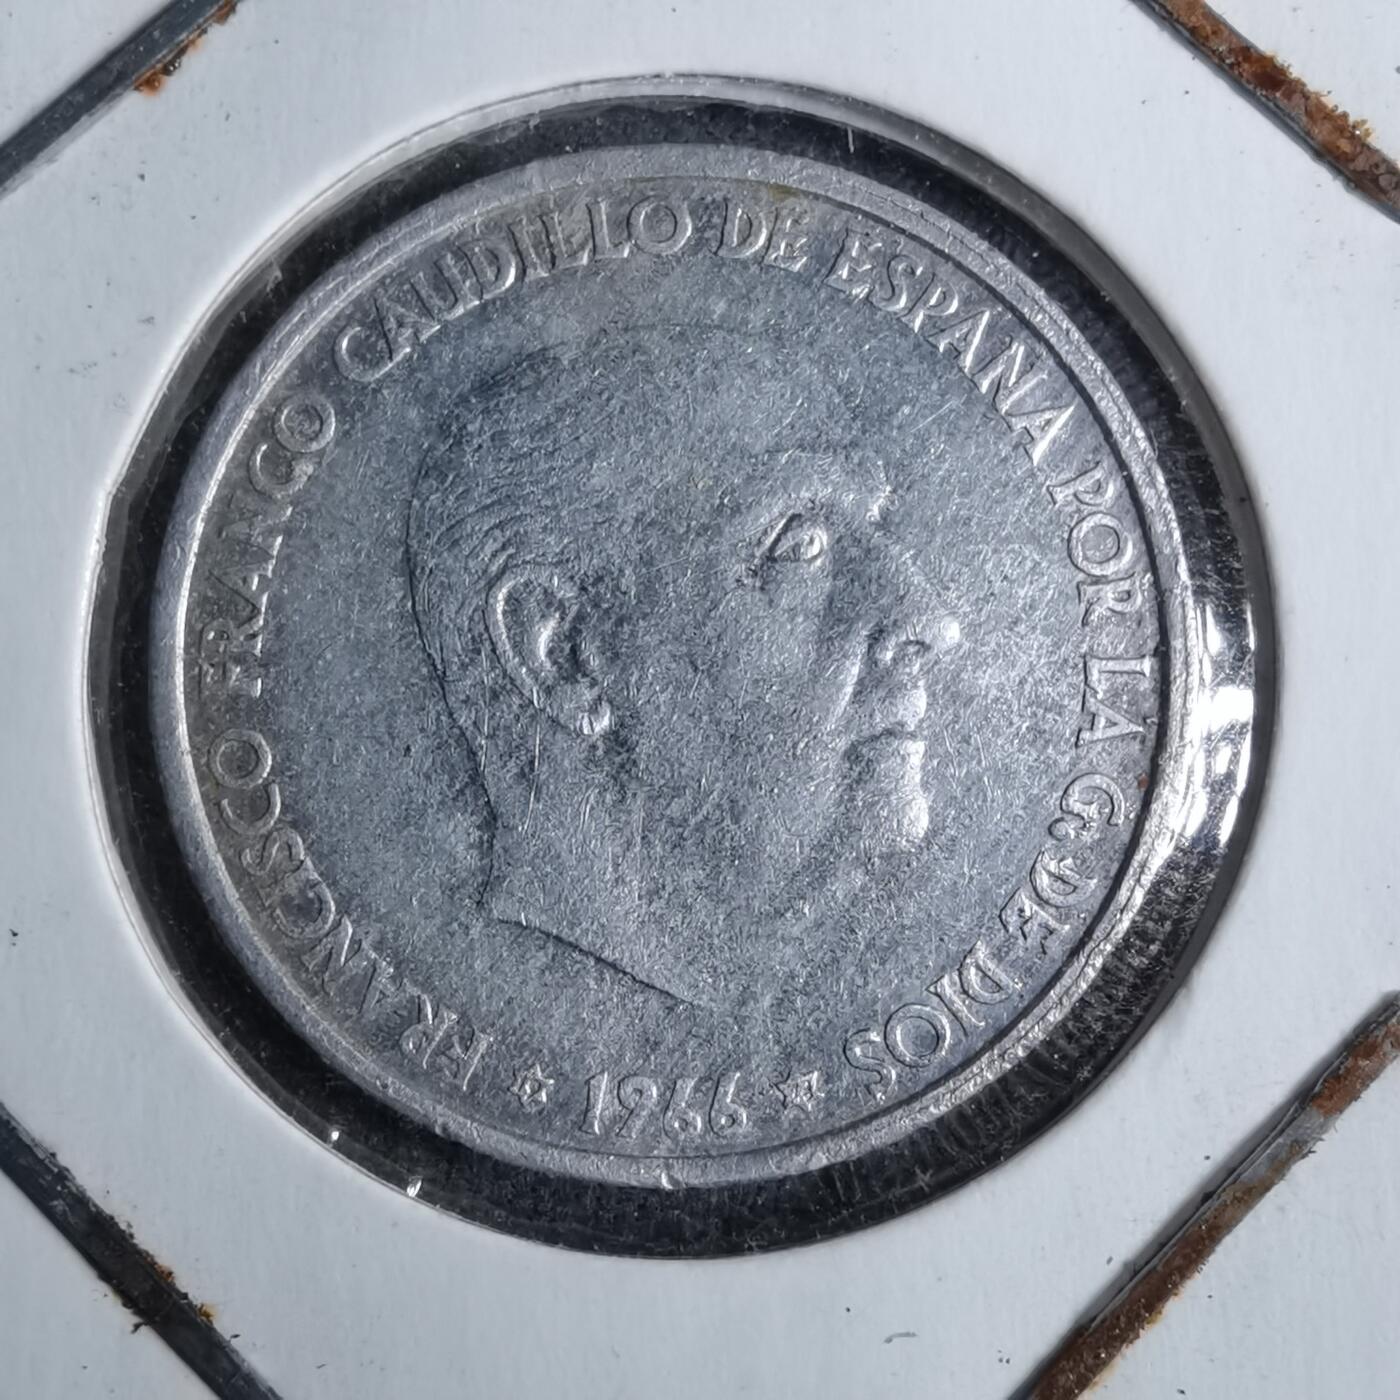 FRANCISCO FRANCO CAUDILLO DE ESPAÑA POR LA G. DE DIOS
1966